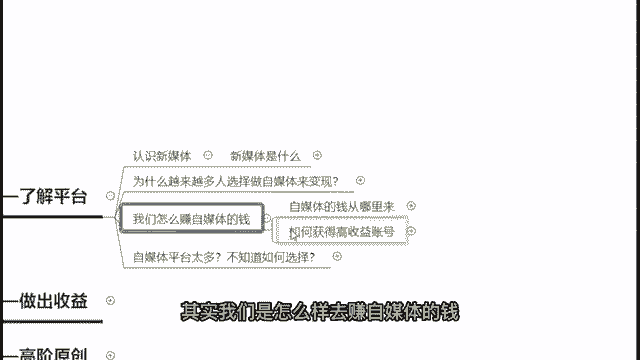 认识新媒体
新媒体是什么
为什么越来越多人选择做自媒体来变现？
了解平台
我们怎么赚自媒体的钱
自媒体的钱从哪里来
如何获得高收益账号
自媒体平台太多？不知道如何选择？
做出收益
其实我们是怎么样去赚自媒体的钱
高阶原创